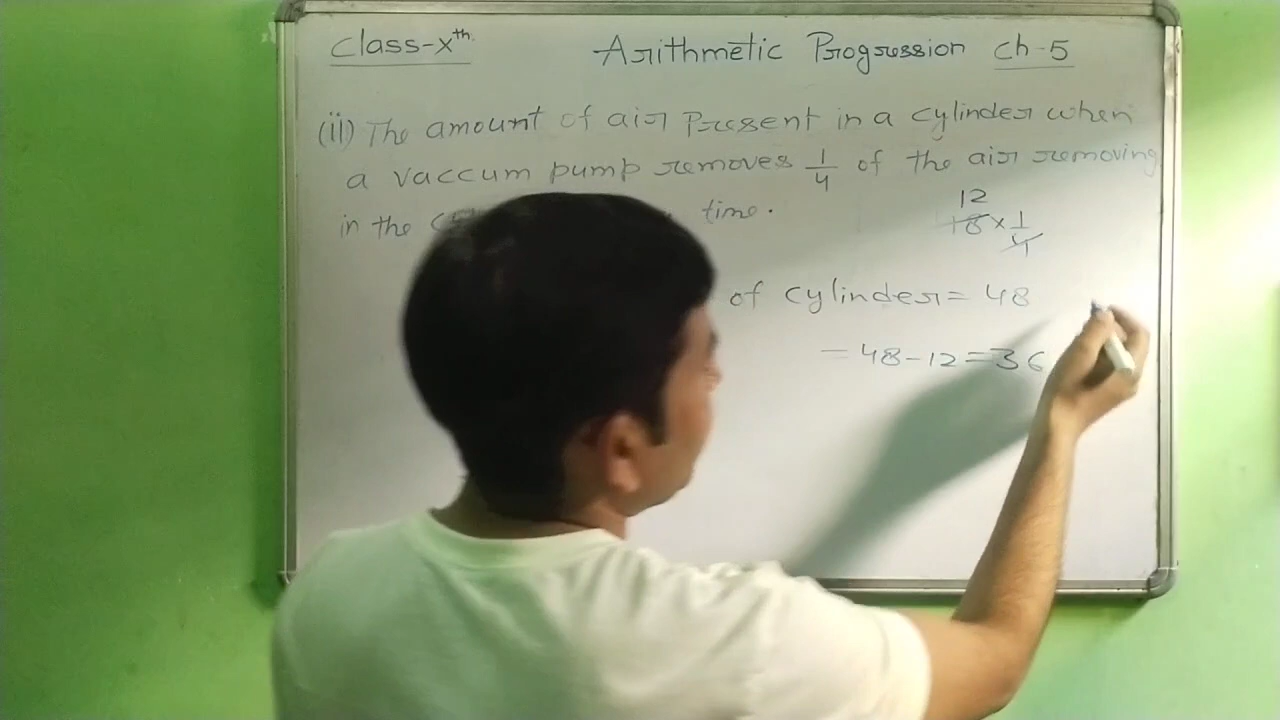 Class-Xth. Arithmetic Progression Ch-5
(ii) The amount of air Present in a cylinder when
a vaccum pump removes 1/4 of the air removing
in the time.
12
48 × 1/4
of cylinder = 48
= 48 - 12 = 36